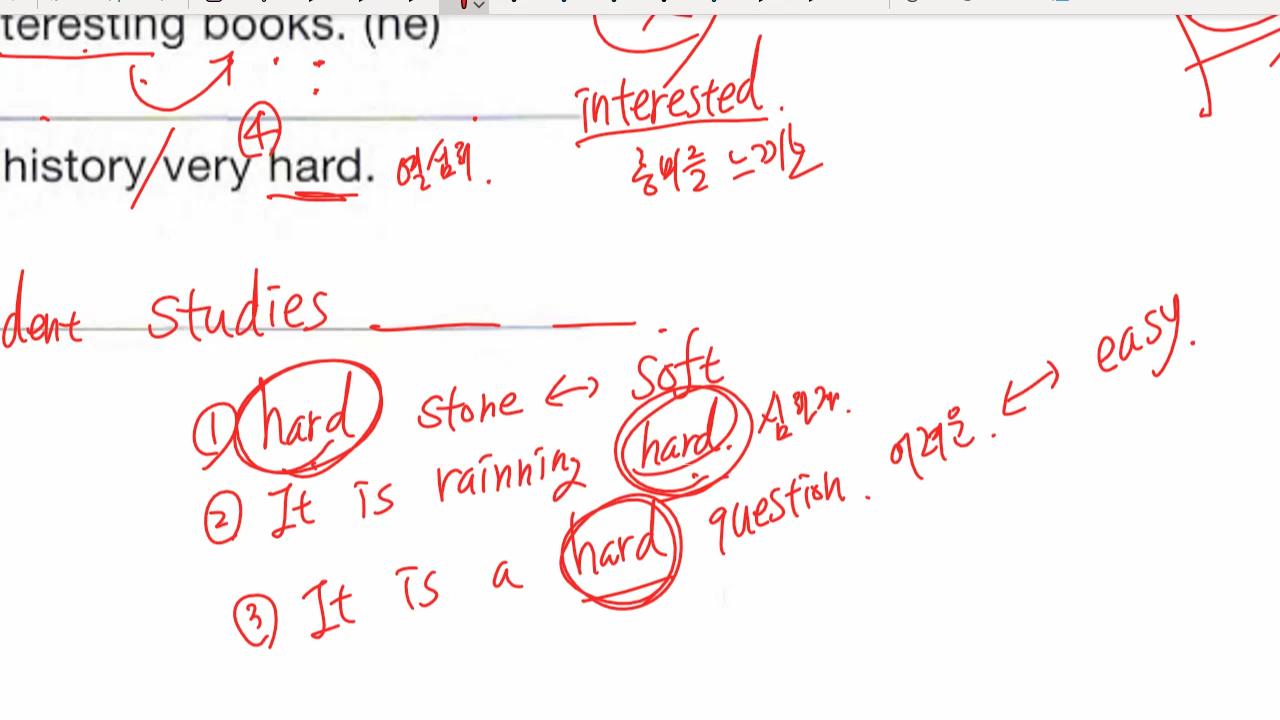 teresting books. (he)
interested.
흥미를 느끼는
④
history/very hard. 열심히.
dent studies
① hard stone ↔ soft
② It is rainning hard. 심하게.
③ It is a hard question. 어려운. ↔ easy.